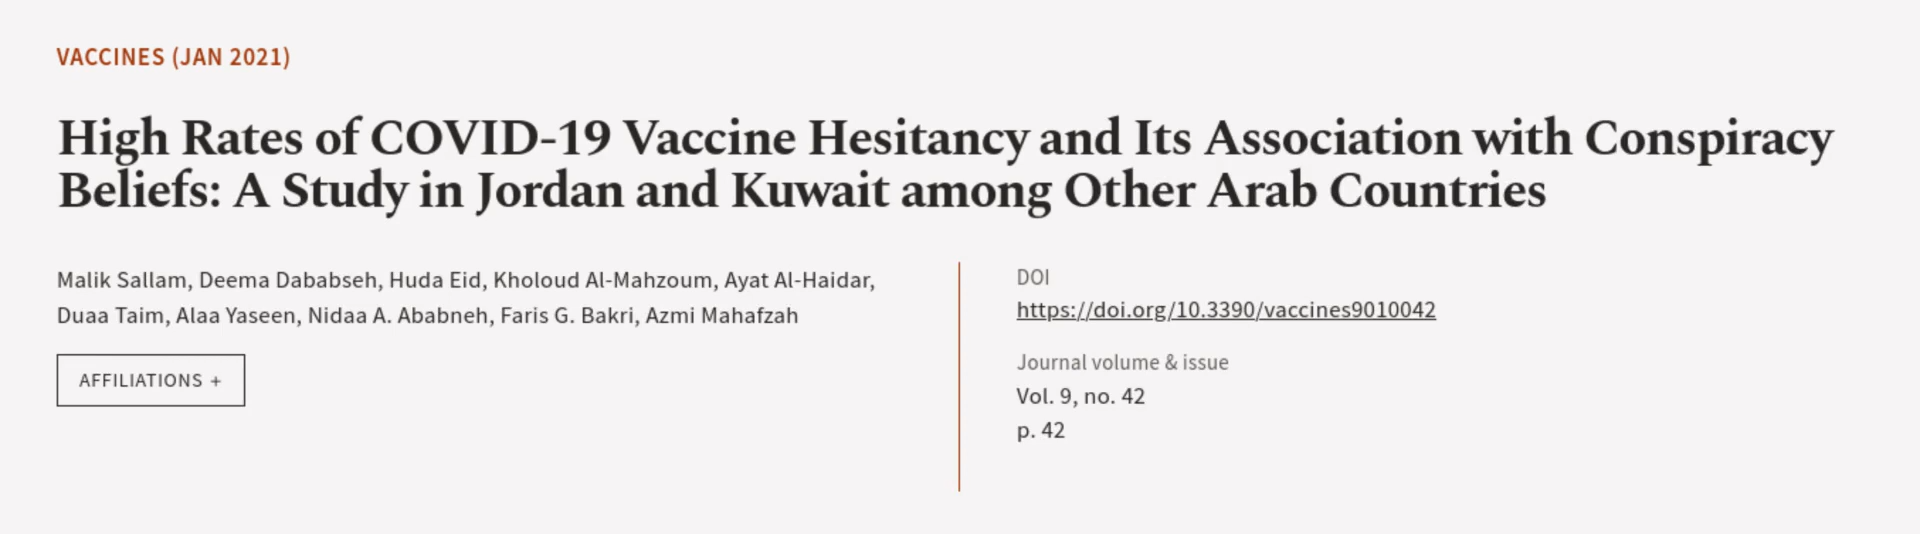 VACCINES (JAN 2021)
High Rates of COVID-19 Vaccine Hesitancy and Its Association with Conspiracy
Beliefs: A Study in Jordan and Kuwait among Other Arab Countries
Malik Sallam, Deema Dababseh, Huda Eid, Kholoud Al-Mahzoum, Ayat Al-Haidar,
Duaa Taim, Alaa Yaseen, Nidaa A. Ababneh, Faris G. Bakri, Azmi Mahafzah
AFFILIATIONS +
DOI
https://doi.org/10.3390/vaccines9010042
Journal volume & issue
Vol. 9, no. 42
p. 42